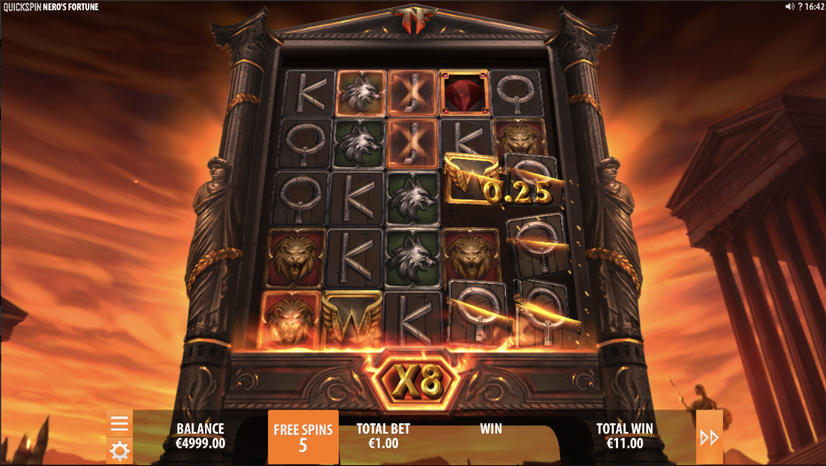 QUICKSPIN NERO'S FORTUNE
? 16:42
N
K J Q
Q J K
Q K
0.25
K Q
W K Q Q
X8
BALANCE
€4999.00
FREE SPINS
5
TOTAL BET
€1.00
WIN
TOTAL WIN
€11.00